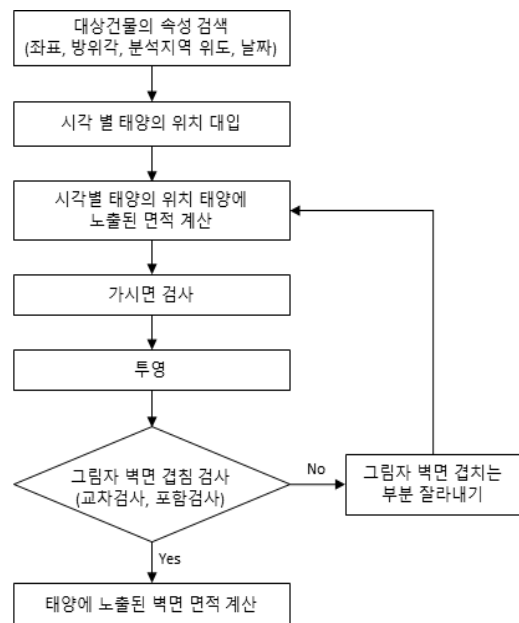 대상건물의 속성 검색
(좌표, 방위각, 분석지역 위도, 날짜)
시각 별 태양의 위치 대입
시각별 태양의 위치 태양에
노출된 면적 계산
가시면 검사
투영
그림자 벽면 겹침 검사
(교차검사, 포함검사)
No
그림자 벽면 겹치는
부분 잘라내기
Yes
태양에 노출된 벽면 면적 계산